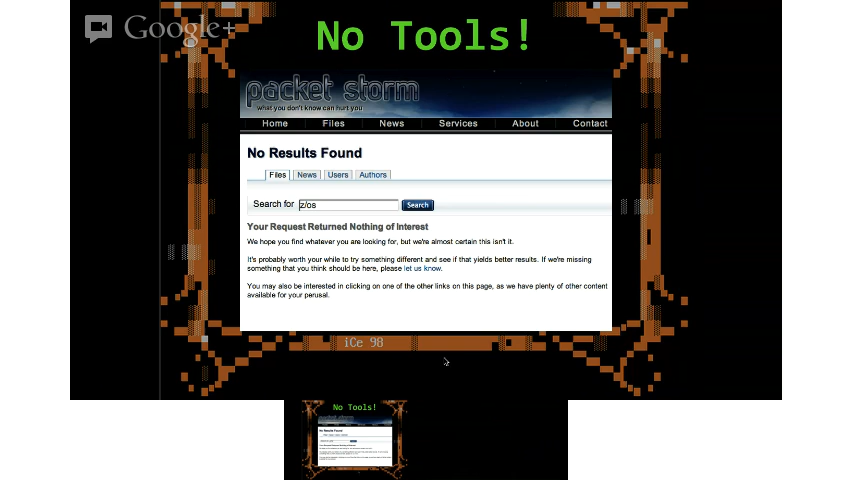 Google+
No Tools!
packet storm
what you don't know can hurt you
Home Files News Services About Contact
No Results Found
Files News Users Authors
Search for z/os Search
Your Request Returned Nothing of Interest
We hope you find whatever you are looking for, but we're almost certain this isn't it.
It's probably worth your while to try something different and see if that yields better results. If we're missing
something that you think should be here, please let us know.
You may also be interested in clicking on one of the other links on this page, as we have plenty of other content
available for your perusal.
iCe 98
No Tools!
packet storm
No Results Found